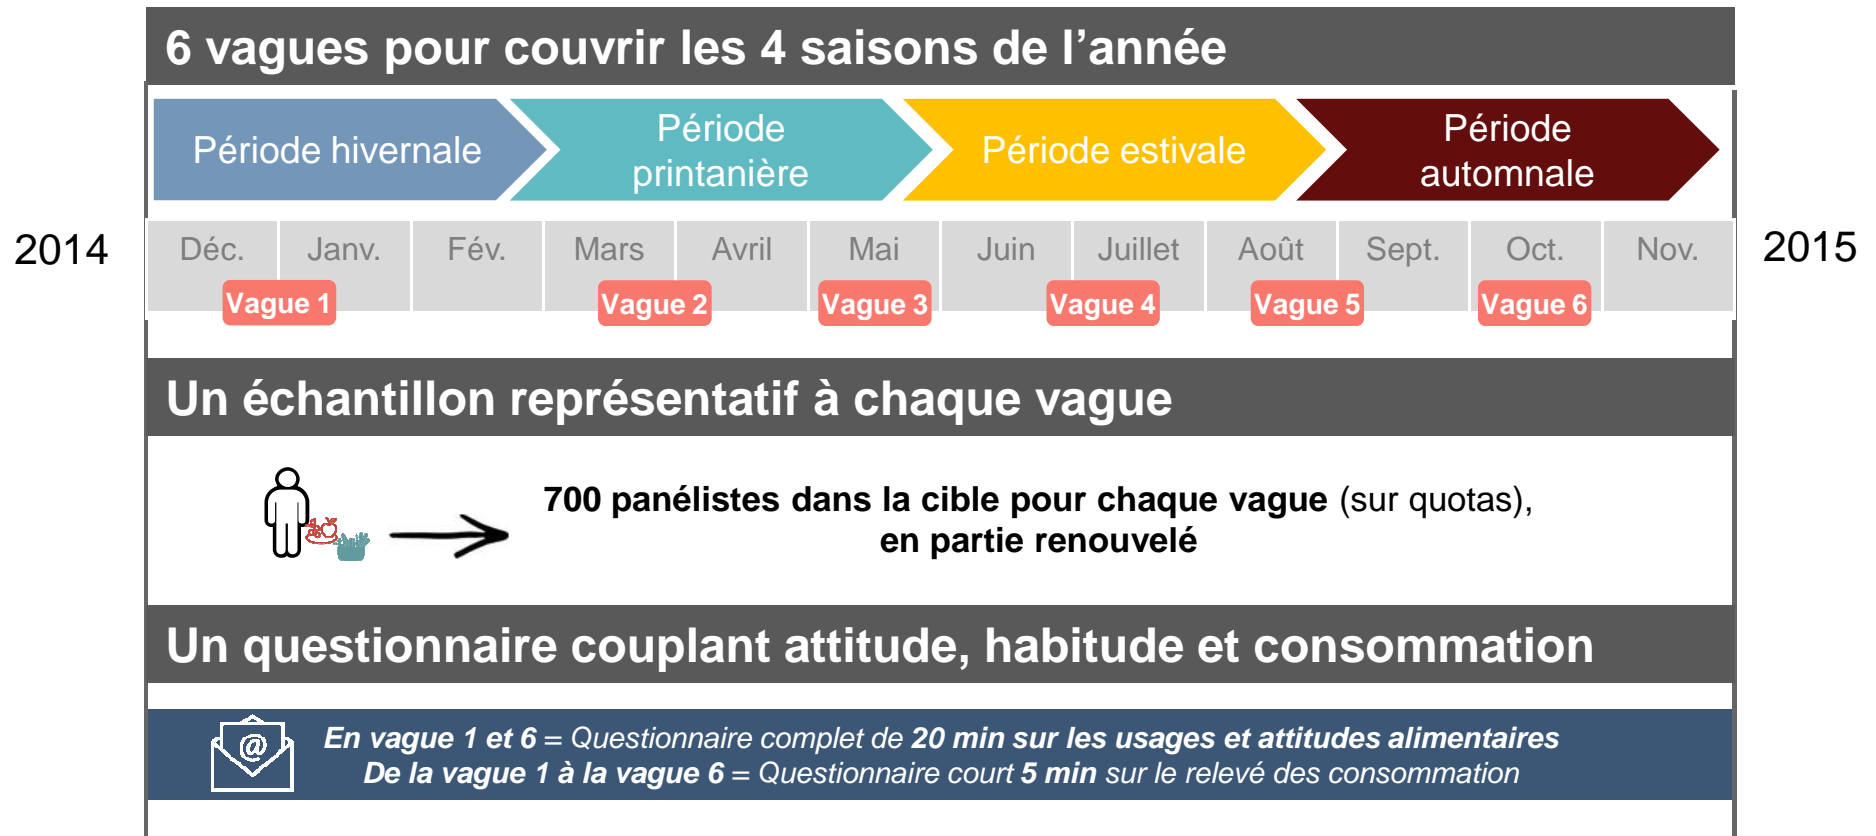 6 vagues pour couvrir les 4 saisons de l’année
Période hivernale
Période
printanière
Période estivale
Période
automnale
2014
Déc. Janv. Fév. Mars Avril Mai Juin Juillet Août Sept. Oct. Nov.
2015
Vague 1 Vague 2 Vague 3 Vague 4 Vague 5 Vague 6
Un échantillon représentatif à chaque vague
700 panélistes dans la cible pour chaque vague (sur quotas),
en partie renouvelé
Un questionnaire couplant attitude, habitude et consommation
@
En vague 1 et 6 = Questionnaire complet de 20 min sur les usages et attitudes alimentaires
De la vague 1 à la vague 6 = Questionnaire court 5 min sur le relevé des consommation